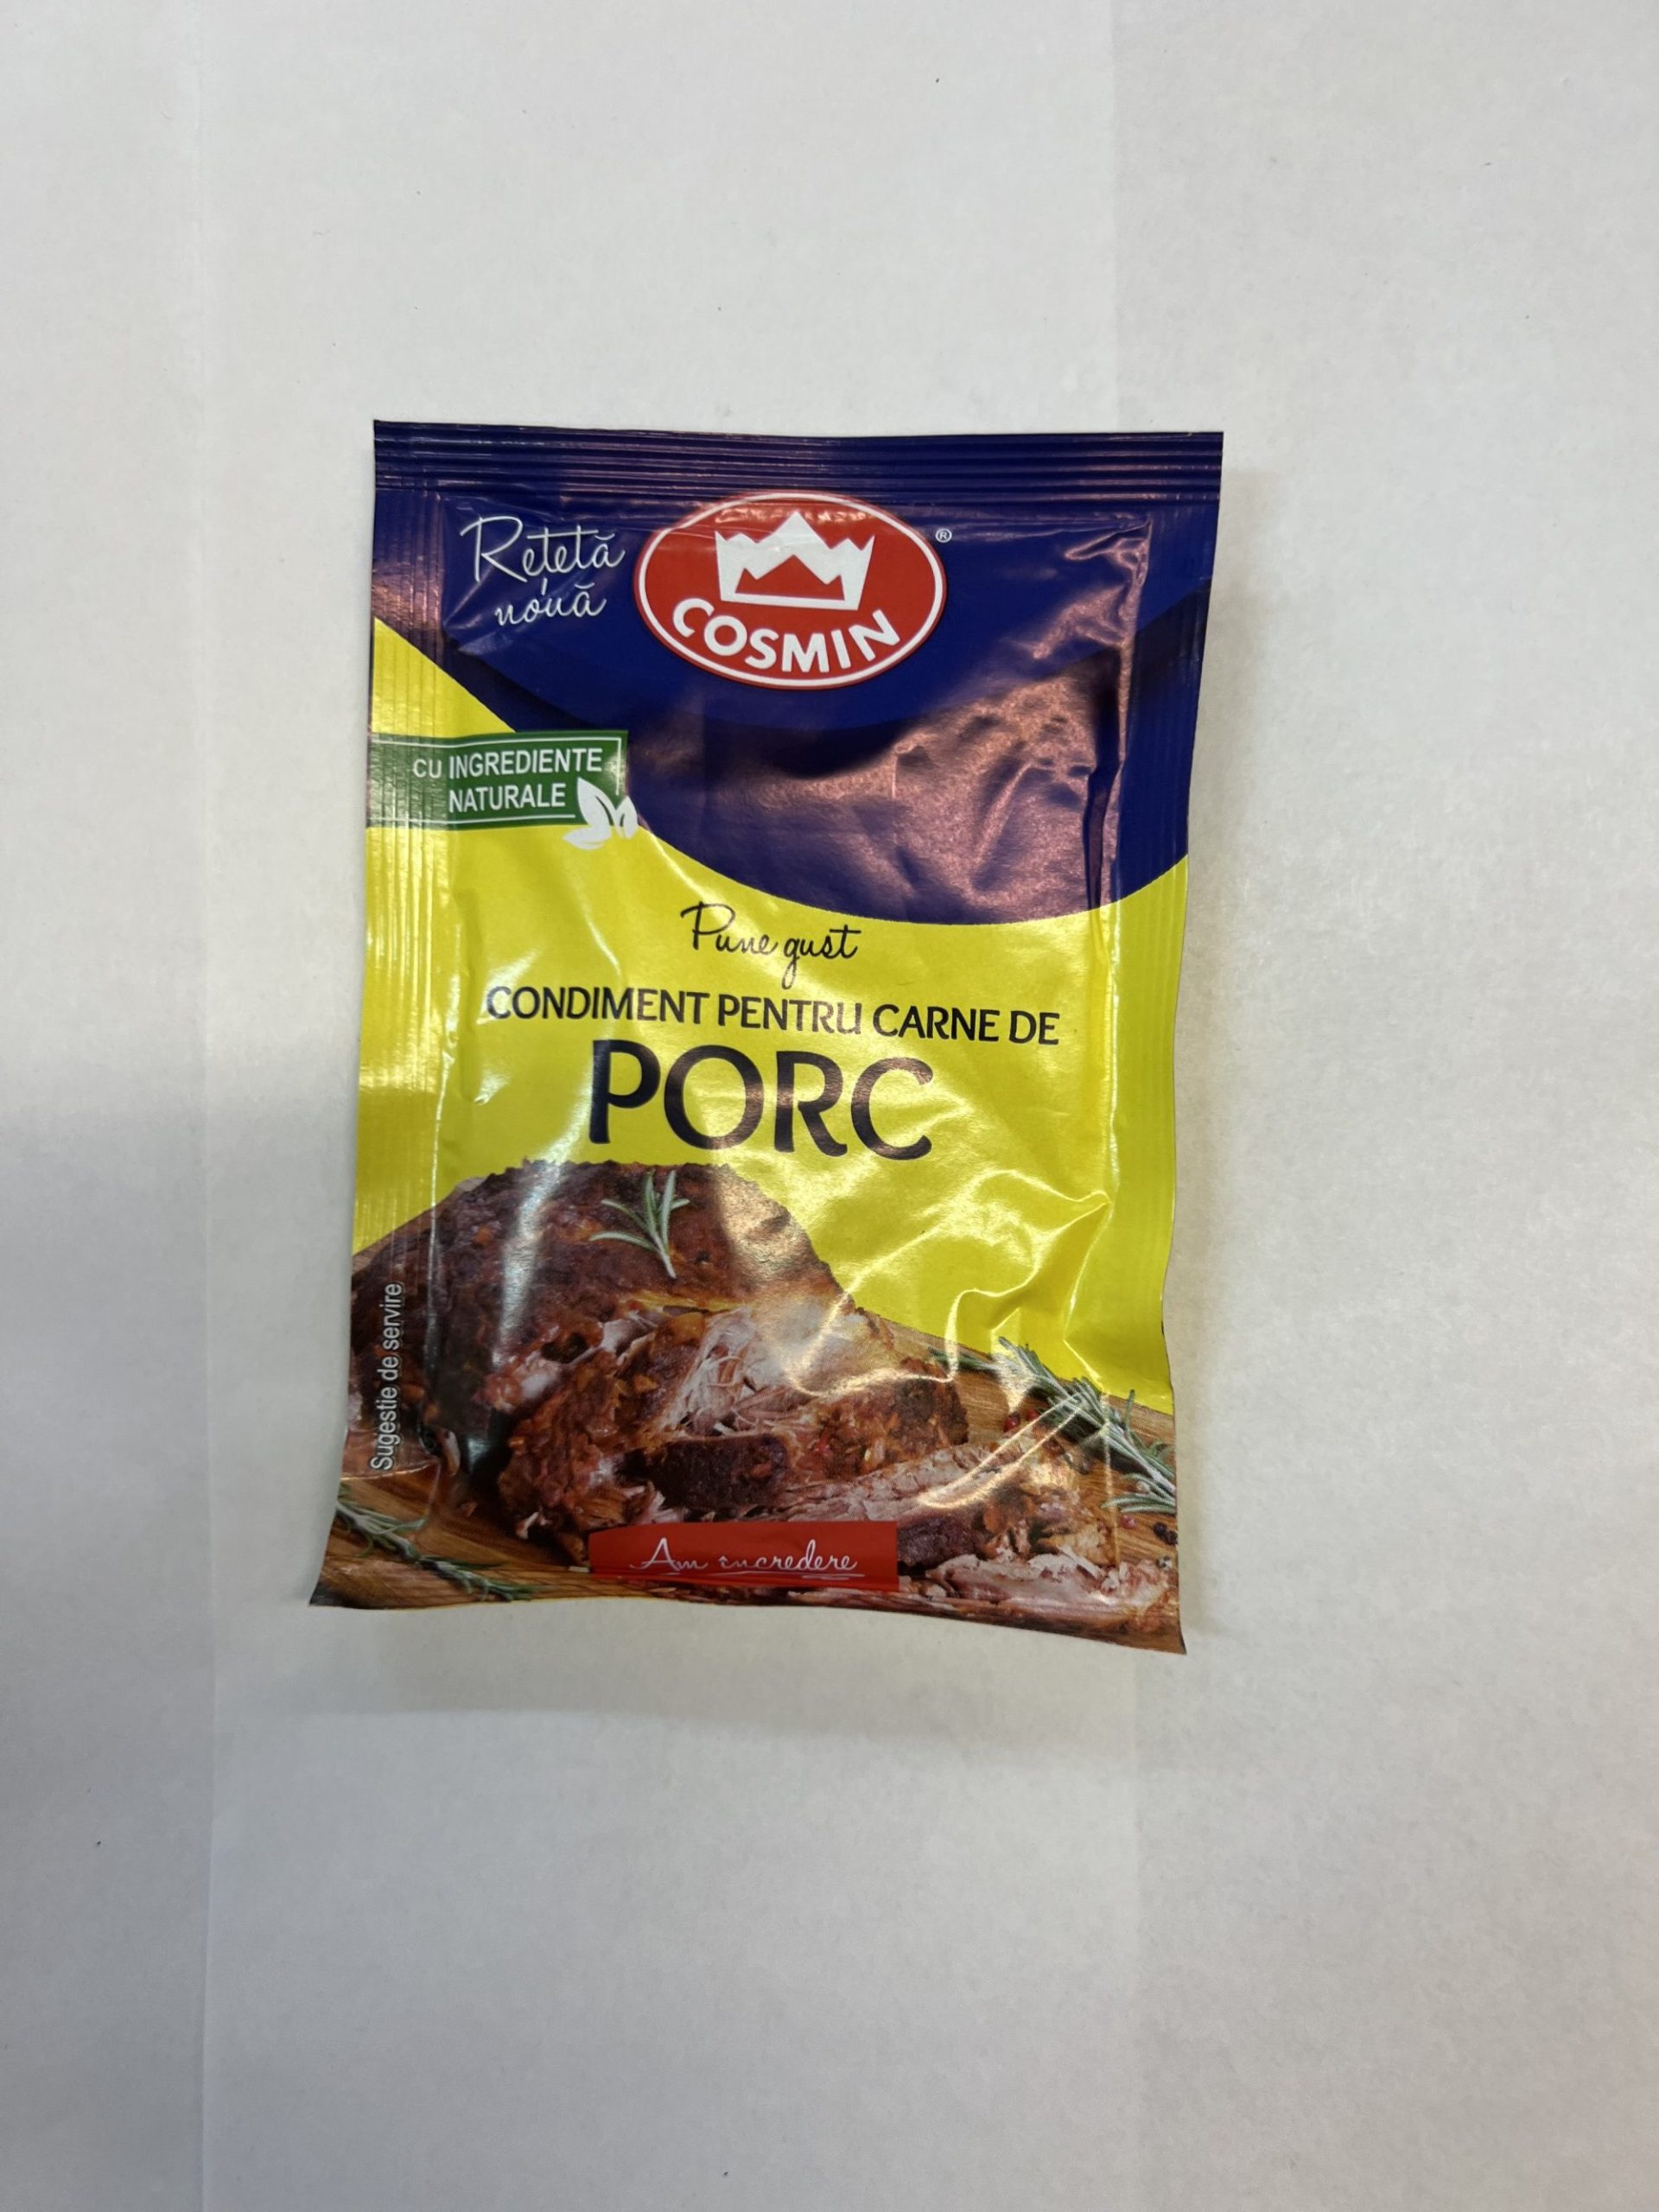 Rețetă
nouă
COSMIN
®
CU INGREDIENTE
NATURALE
Pune gust
CONDIMENT PENTRU CARNE DE
PORC
Sugestie de servire
Am încredere